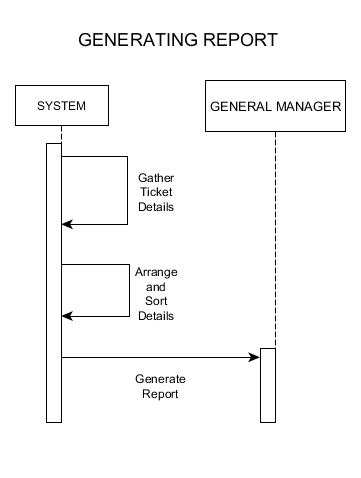 GENERATING REPORT
SYSTEM
GENERAL MANAGER
Gather
Ticket
Details
Arrange
and
Sort
Details
Generate
Report